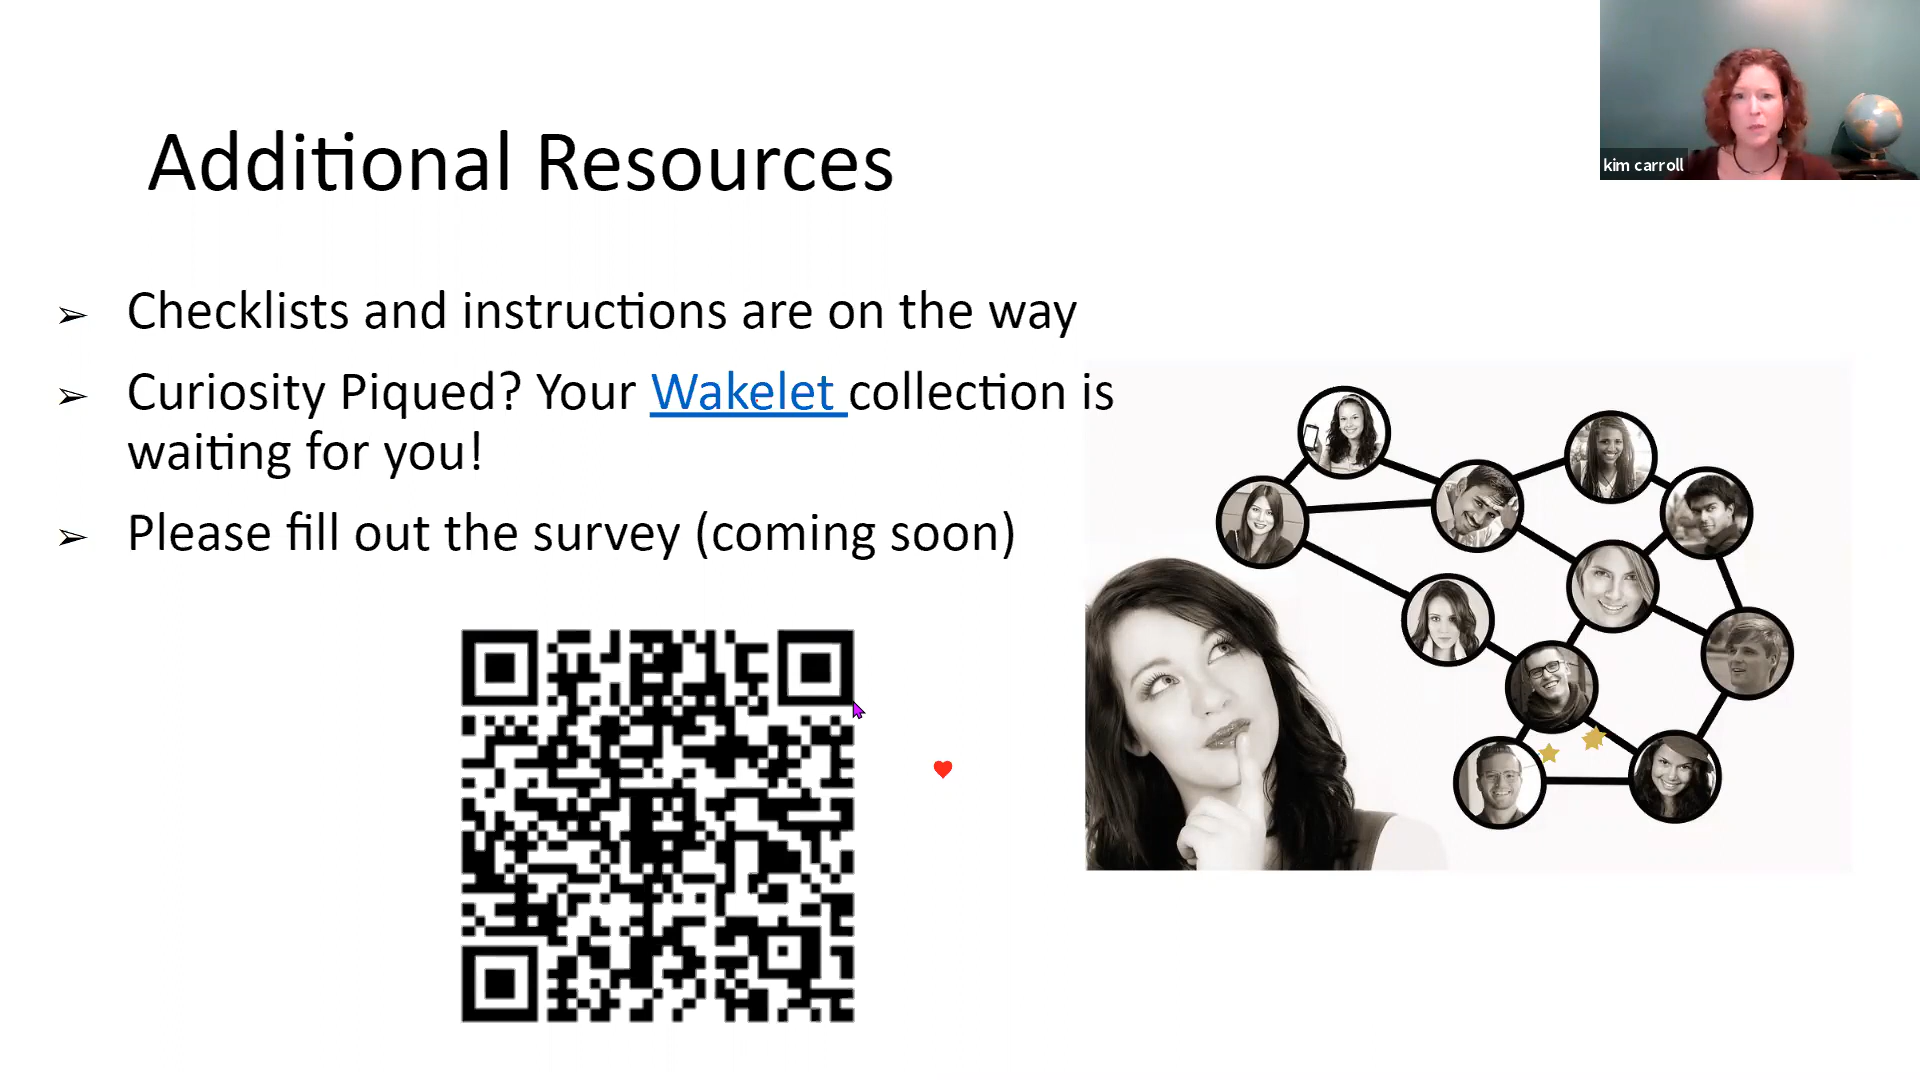 kim carroll
Additional Resources
➢ Checklists and instructions are on the way
➢ Curiosity Piqued? Your Wakelet collection is
waiting for you!
➢ Please fill out the survey (coming soon)